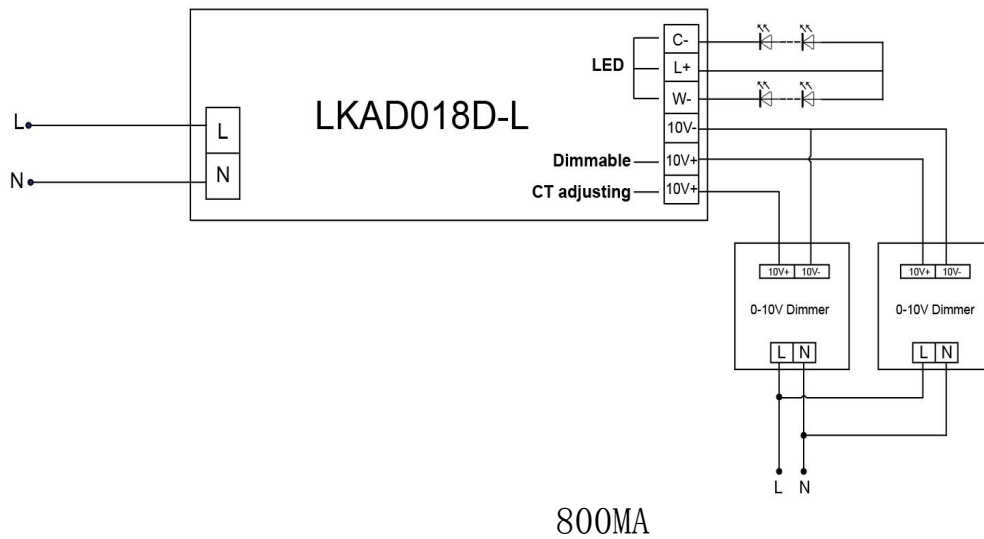 C-
LED L+
LKAD018D-L W-
L L 10V-
Dimmable 10V+
N N CT adjusting 10V+
10V+ 10V- 10V+ 10V-
0-10V Dimmer 0-10V Dimmer
L N L N
L N
800MA